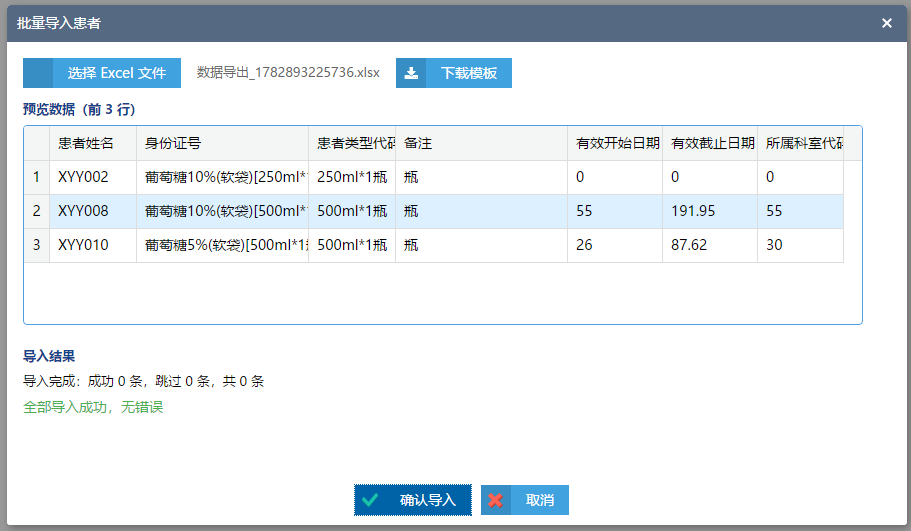 批量导入患者
选择 Excel 文件 数据导出_1782893225736.xlsx 下载模板
预览数据（前 3 行）
患者姓名 身份证号 患者类型代码 备注 有效开始日期 有效截止日期 所属科室代码
1 XYY002 葡萄糖10%(软袋)[250ml* 250ml*1瓶 瓶 0 0 0
2 XYY008 葡萄糖10%(软袋)[500ml* 500ml*1瓶 瓶 55 191.95 55
3 XYY010 葡萄糖5%(软袋)[500ml*1 500ml*1瓶 瓶 26 87.62 30
导入结果
导入完成：成功 0 条，跳过 0 条，共 0 条
全部导入成功，无错误
确认导入 取消